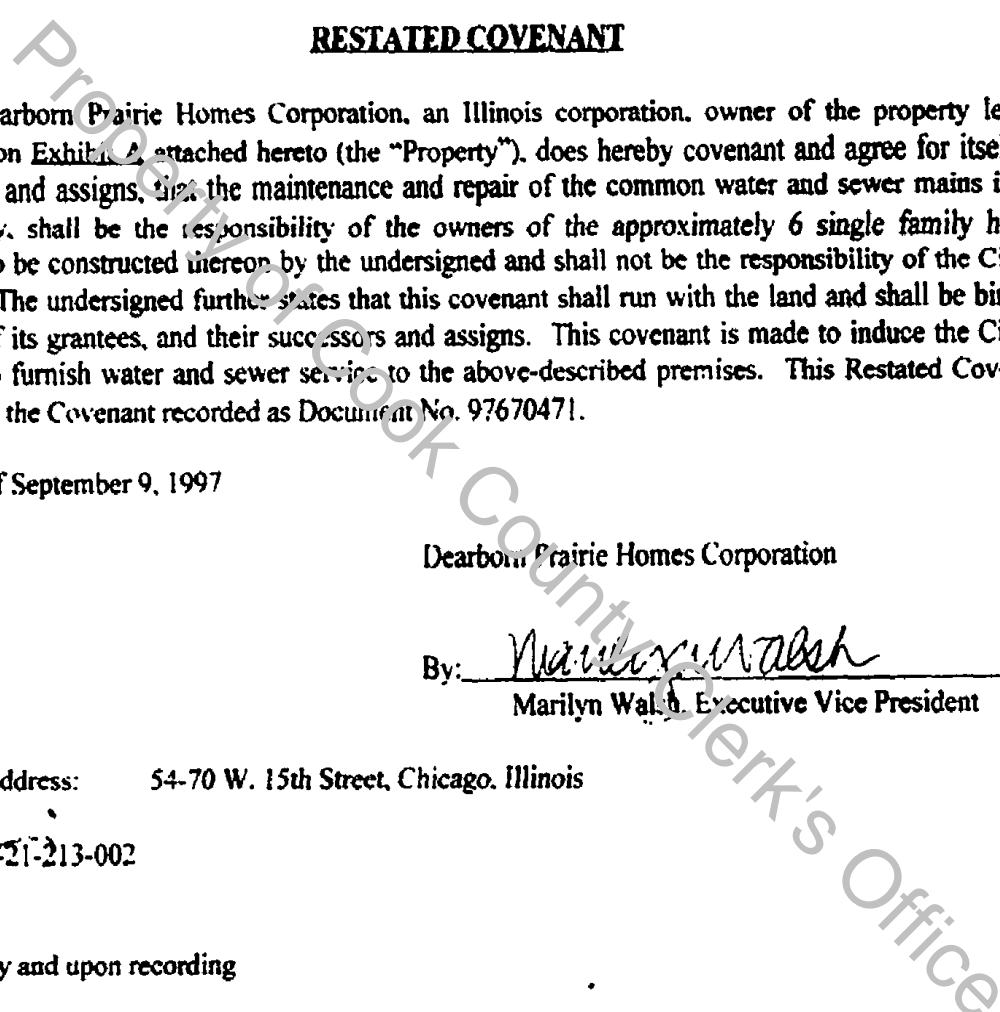 RESTATED COVENANT
arborn Prairie Homes Corporation, an Illinois corporation, owner of the property le
on Exhibit A attached hereto (the "Property"), does hereby covenant and agree for itse
and assigns, that the maintenance and repair of the common water and sewer mains i
y, shall be the responsibility of the owners of the approximately 6 single family h
o be constructed thereon by the undersigned and shall not be the responsibility of the C
The undersigned further states that this covenant shall run with the land and shall be bin
f its grantees, and their successors and assigns. This covenant is made to induce the Ci
furnish water and sewer service to the above-described premises. This Restated Cov
the Covenant recorded as Document No. 97670471.
f September 9, 1997
Dearborn Prairie Homes Corporation
By: Marilyn Walsh
Marilyn Walsh, Executive Vice President
ddress: 54-70 W. 15th Street, Chicago, Illinois
-21-213-002
y and upon recording
Property of Cook County Clerk's Office